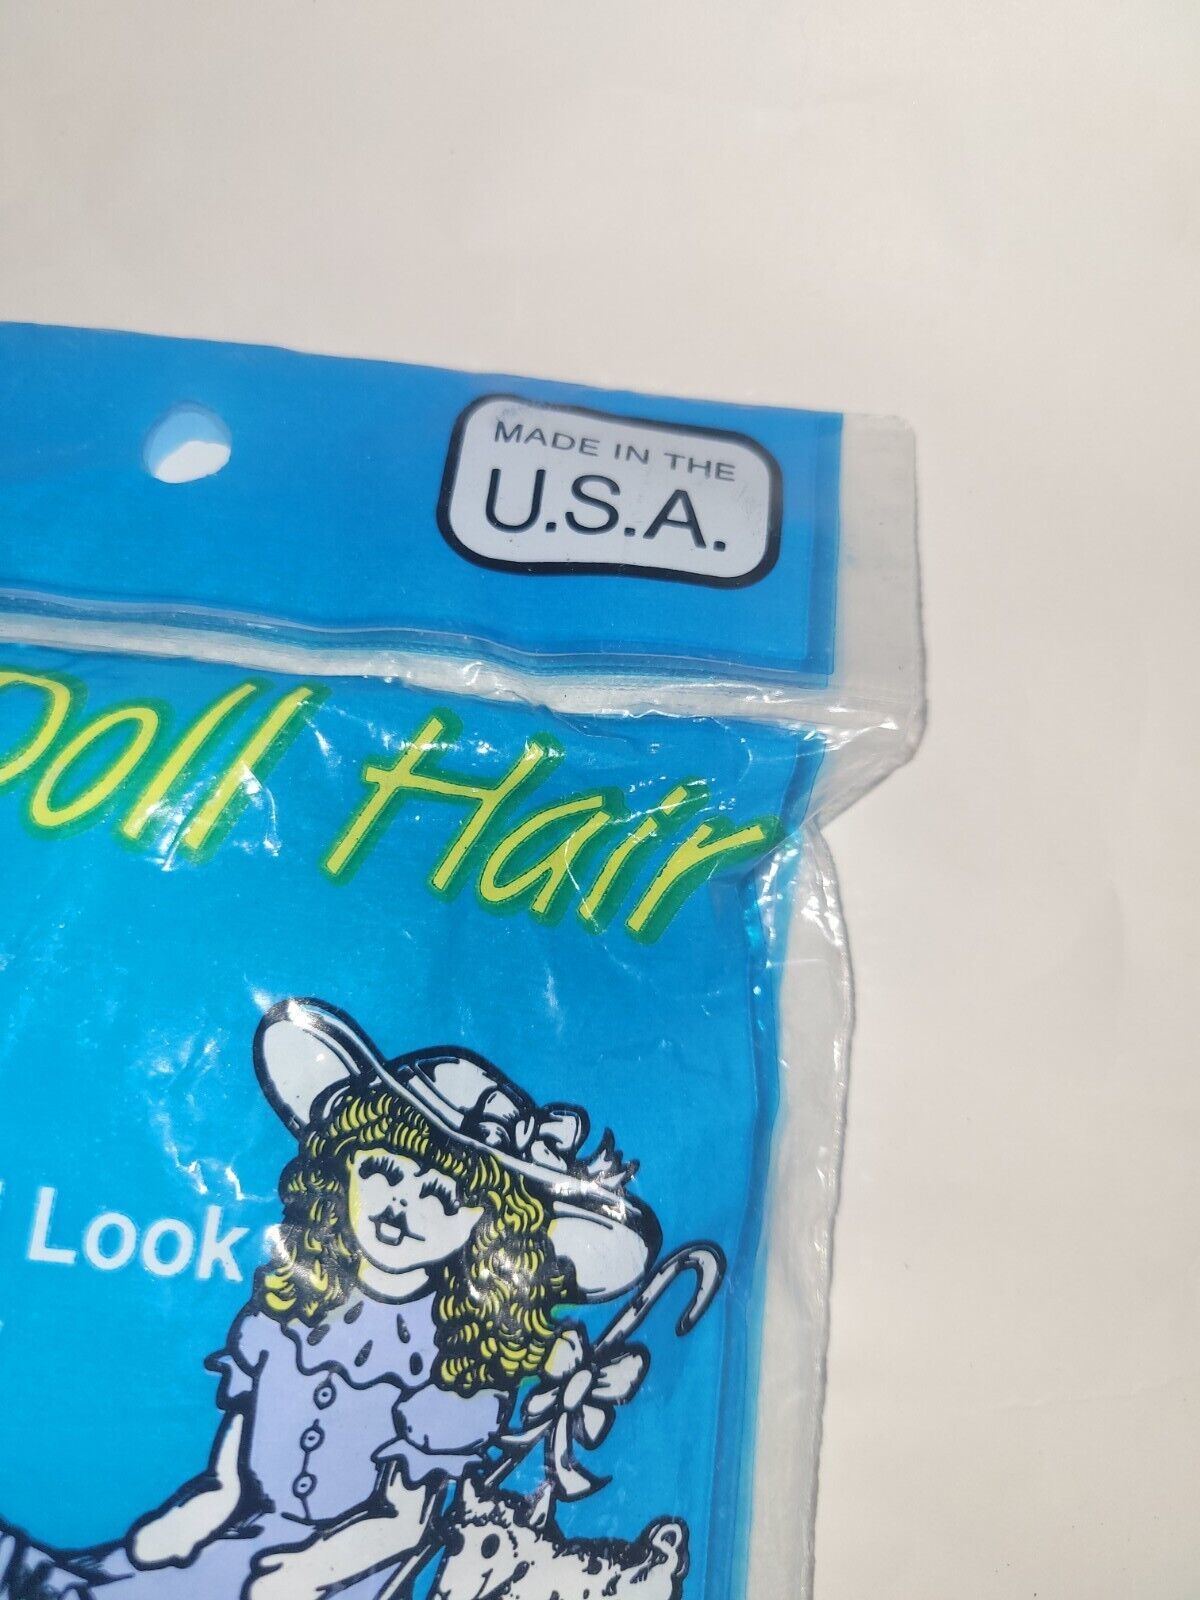 MADE IN THE
U.S.A.
Doll Hair
Look